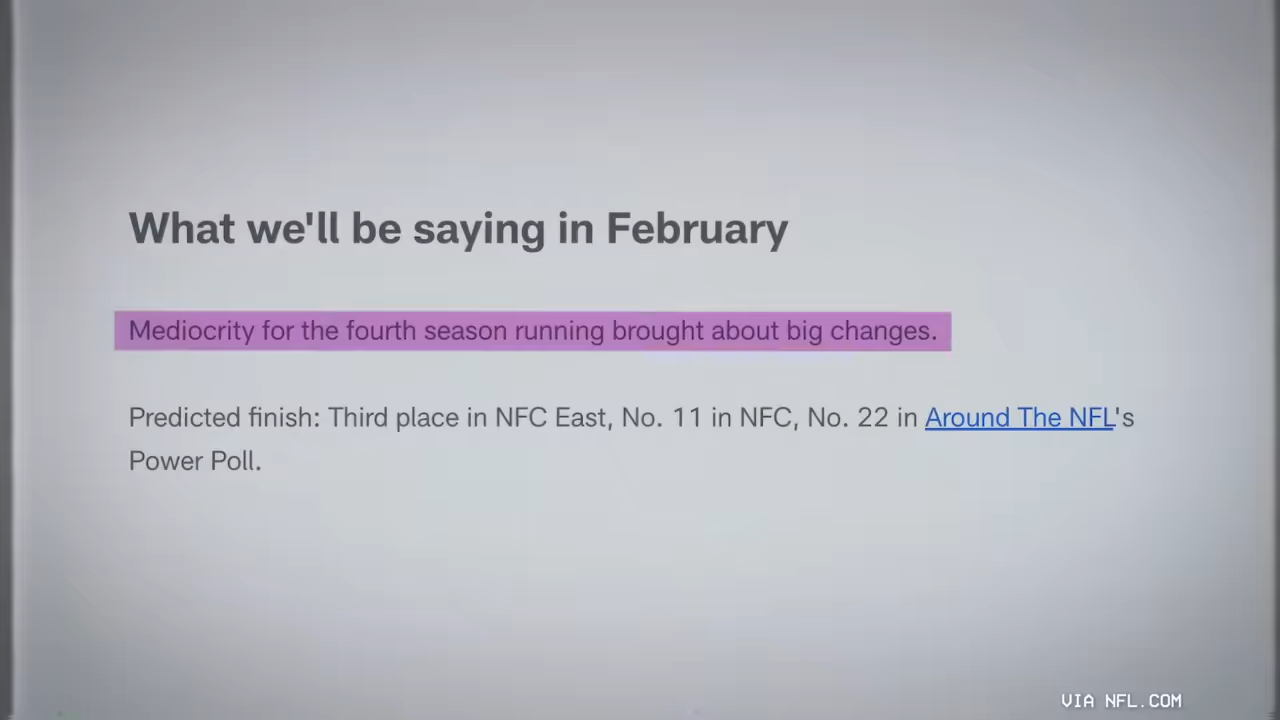 What we'll be saying in February
Mediocrity for the fourth season running brought about big changes.
Predicted finish: Third place in NFC East, No. 11 in NFC, No. 22 in Around The NFL's
Power Poll.
VIA NFL.COM